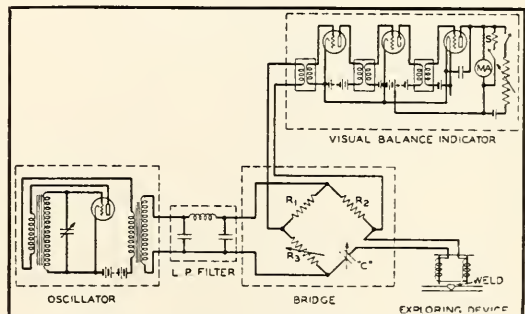 S
MA
VISUAL BALANCE INDICATOR
R1
R2
R3
"C"
L.P. FILTER
WELD
OSCILLATOR
BRIDGE
EXPLORING DEVICE